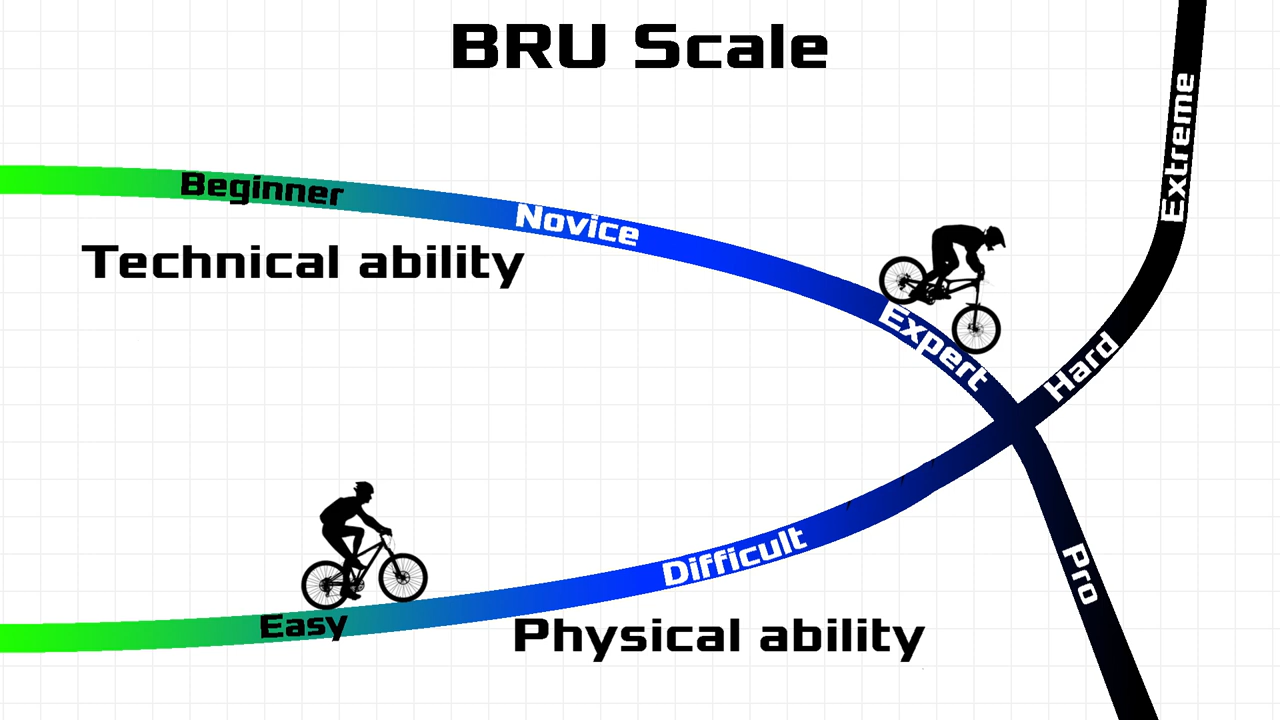 BRU Scale
Extreme
Beginner
Novice
Technical ability
Expert
Hard
Difficult
Pro
Easy
Physical ability